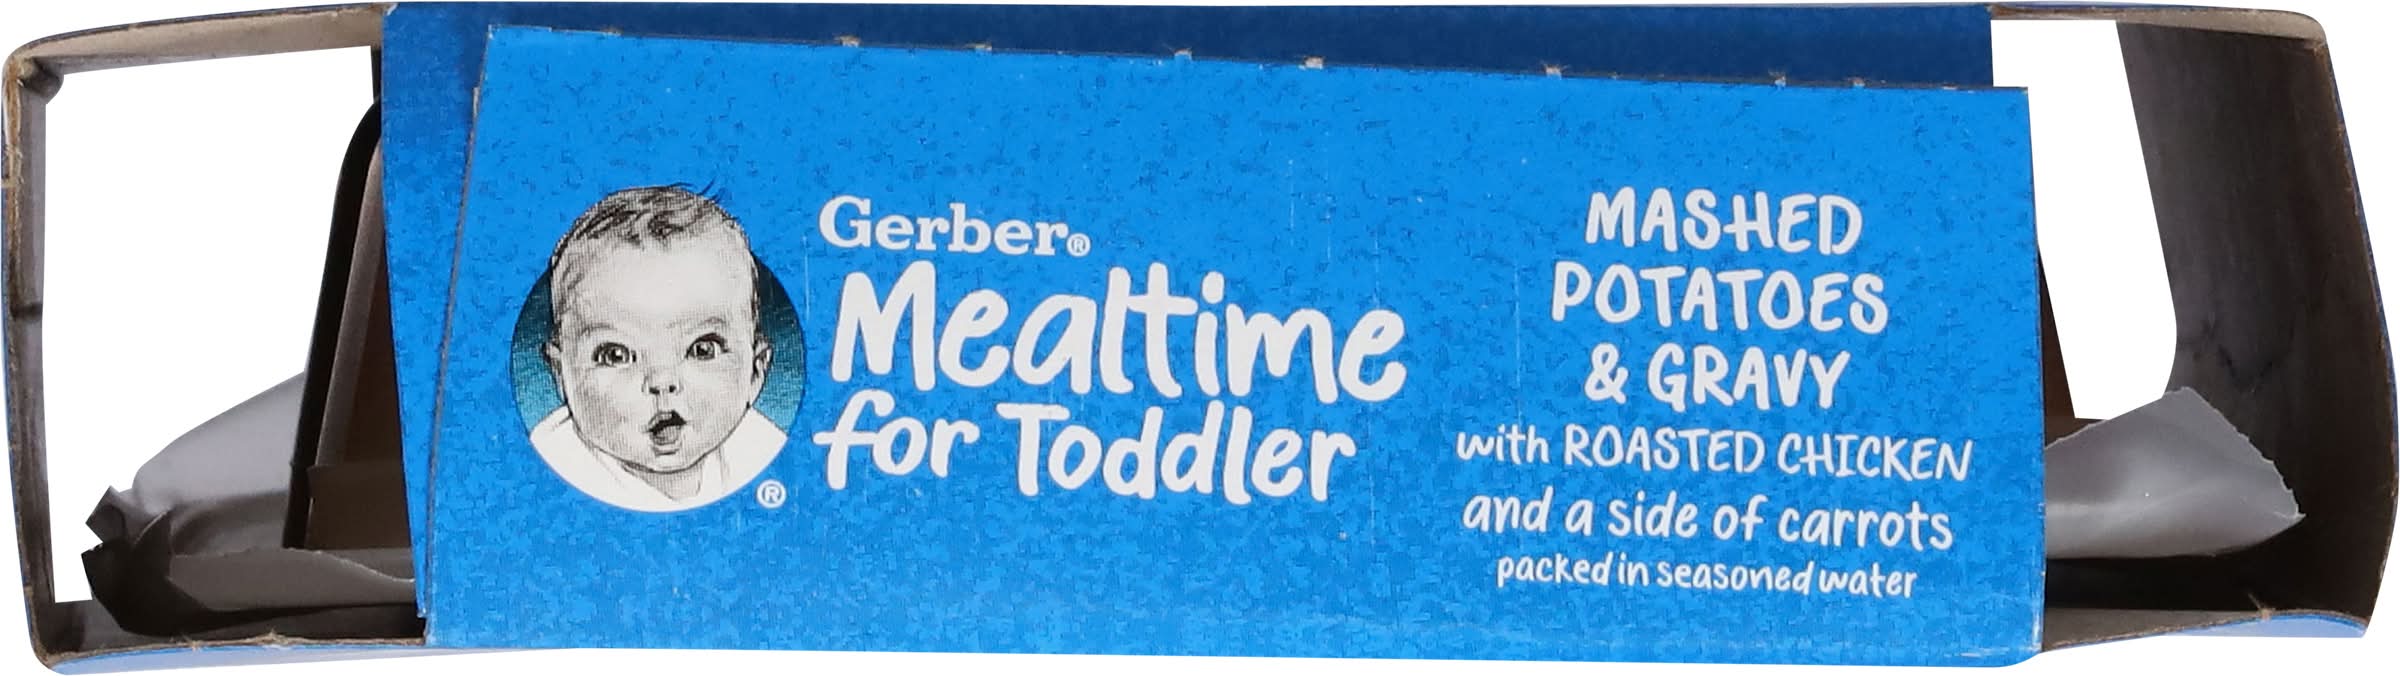 Gerber®
Mealtime
for Toddler
®
MASHED
POTATOES
& GRAVY
with ROASTED CHICKEN
and a side of carrots
packed in seasoned water